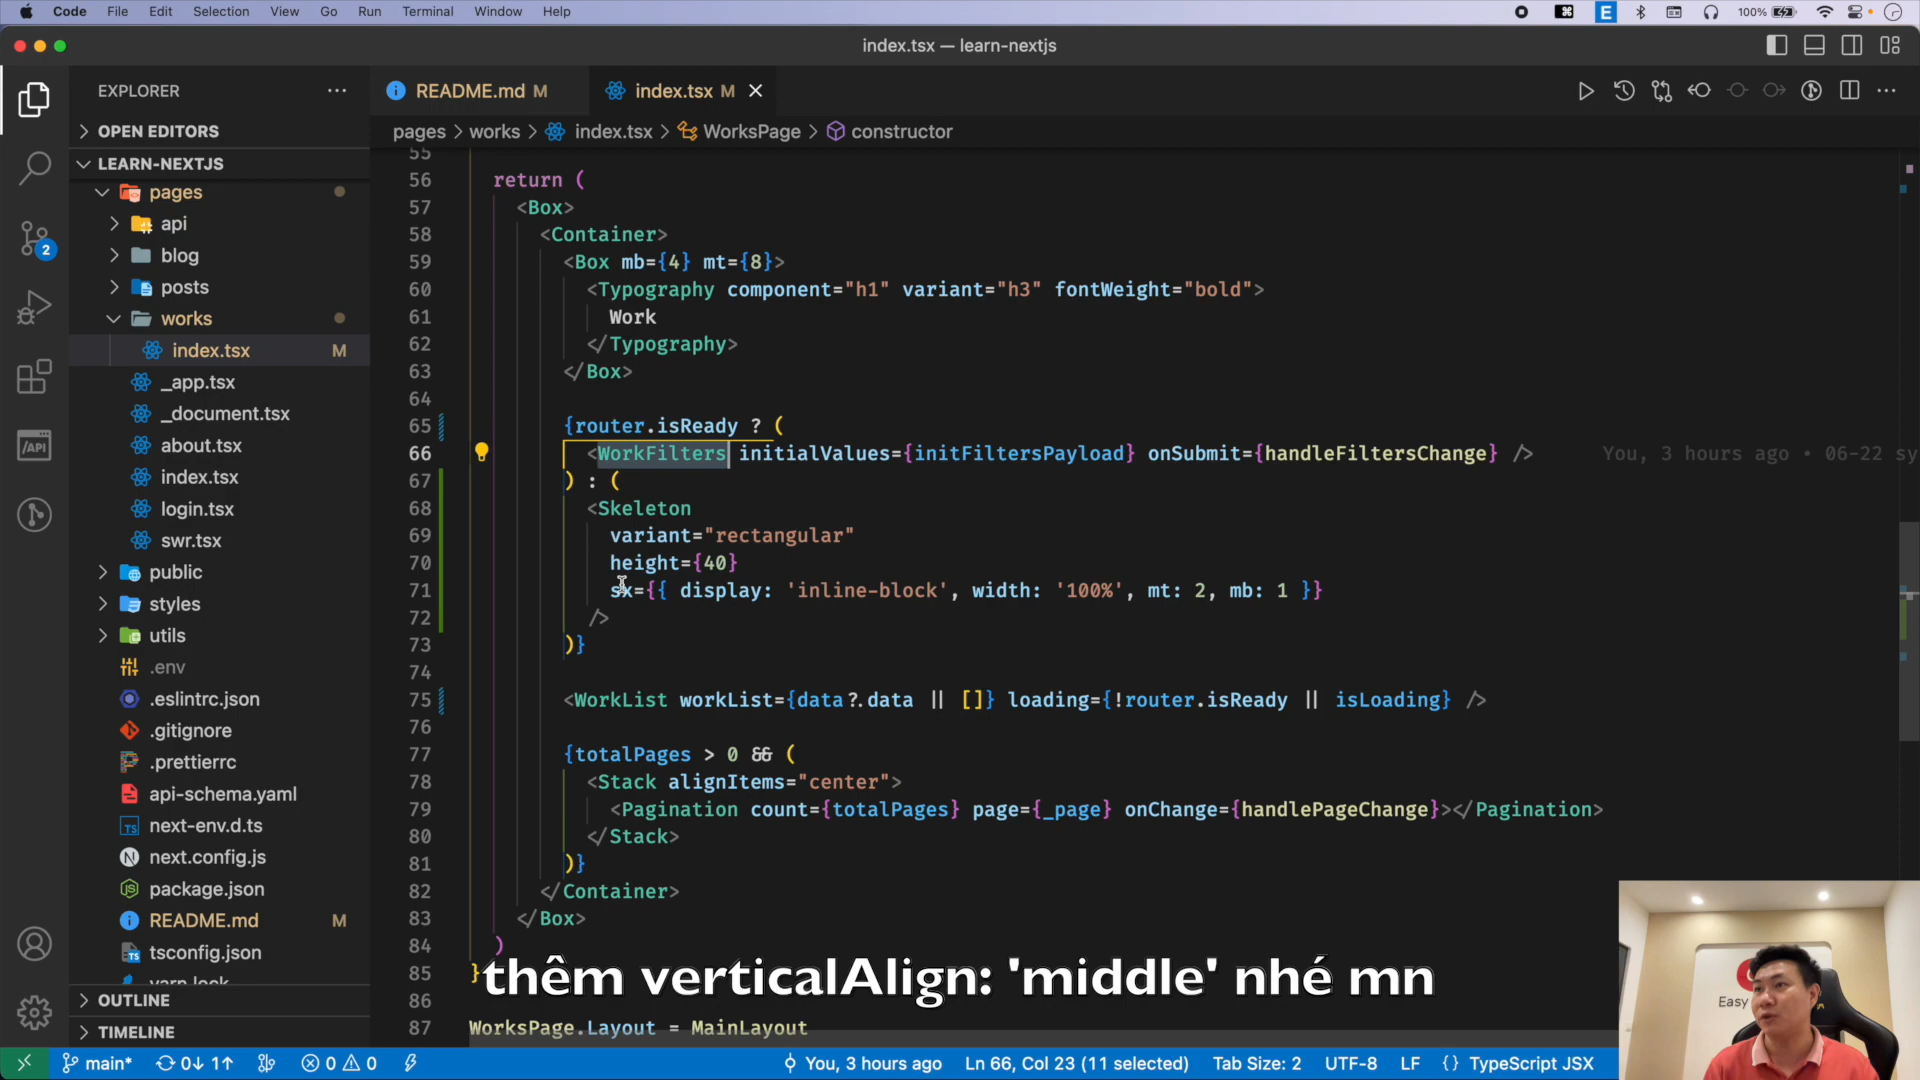 Code File Edit Selection View Go Run Terminal Window Help 100%
index.tsx — learn-nextjs
EXPLORER
README.md M
index.tsx M
OPEN EDITORS
pages > works > index.tsx > WorksPage > constructor
LEARN-NEXTJS
pages
api
blog
posts
works
index.tsx M
_app.tsx
_document.tsx
about.tsx
index.tsx
login.tsx
swr.tsx
public
styles
utils
.env
.eslintrc.json
.gitignore
.prettierrc
api-schema.yaml
next-env.d.ts
next.config.js
package.json
README.md M
tsconfig.json
yarn.lock
OUTLINE
TIMELINE
2
55
56 return (
57 <Box>
58 <Container>
59 <Box mb={4} mt={8}>
60 <Typography component="h1" variant="h3" fontWeight="bold">
61 Work
62 </Typography>
63 </Box>
64
65 {router.isReady ? (
66 <WorkFilters initialValues={initFiltersPayload} onSubmit={handleFiltersChange} /> You, 3 hours ago • 06-22 sy
67 ) : (
68 <Skeleton
69 variant="rectangular"
70 height={40}
71 sx={{ display: 'inline-block', width: '100%', mt: 2, mb: 1 }}
72 />
73 )}
74
75 <WorkList workList={data?.data || []} loading={!router.isReady || isLoading} />
76
77 {totalPages > 0 && (
78 <Stack alignItems="center">
79 <Pagination count={totalPages} page={_page} onChange={handlePageChange}></Pagination>
80 </Stack>
81 )}
82 </Container>
83 </Box>
84 )
85 }
86
87 WorksPage.Layout = MainLayout
thêm verticalAlign: 'middle' nhé mn
Easy
main* 0↓ 1↑ 0 0 You, 3 hours ago Ln 66, Col 23 (11 selected) Tab Size: 2 UTF-8 LF {} TypeScript JSX